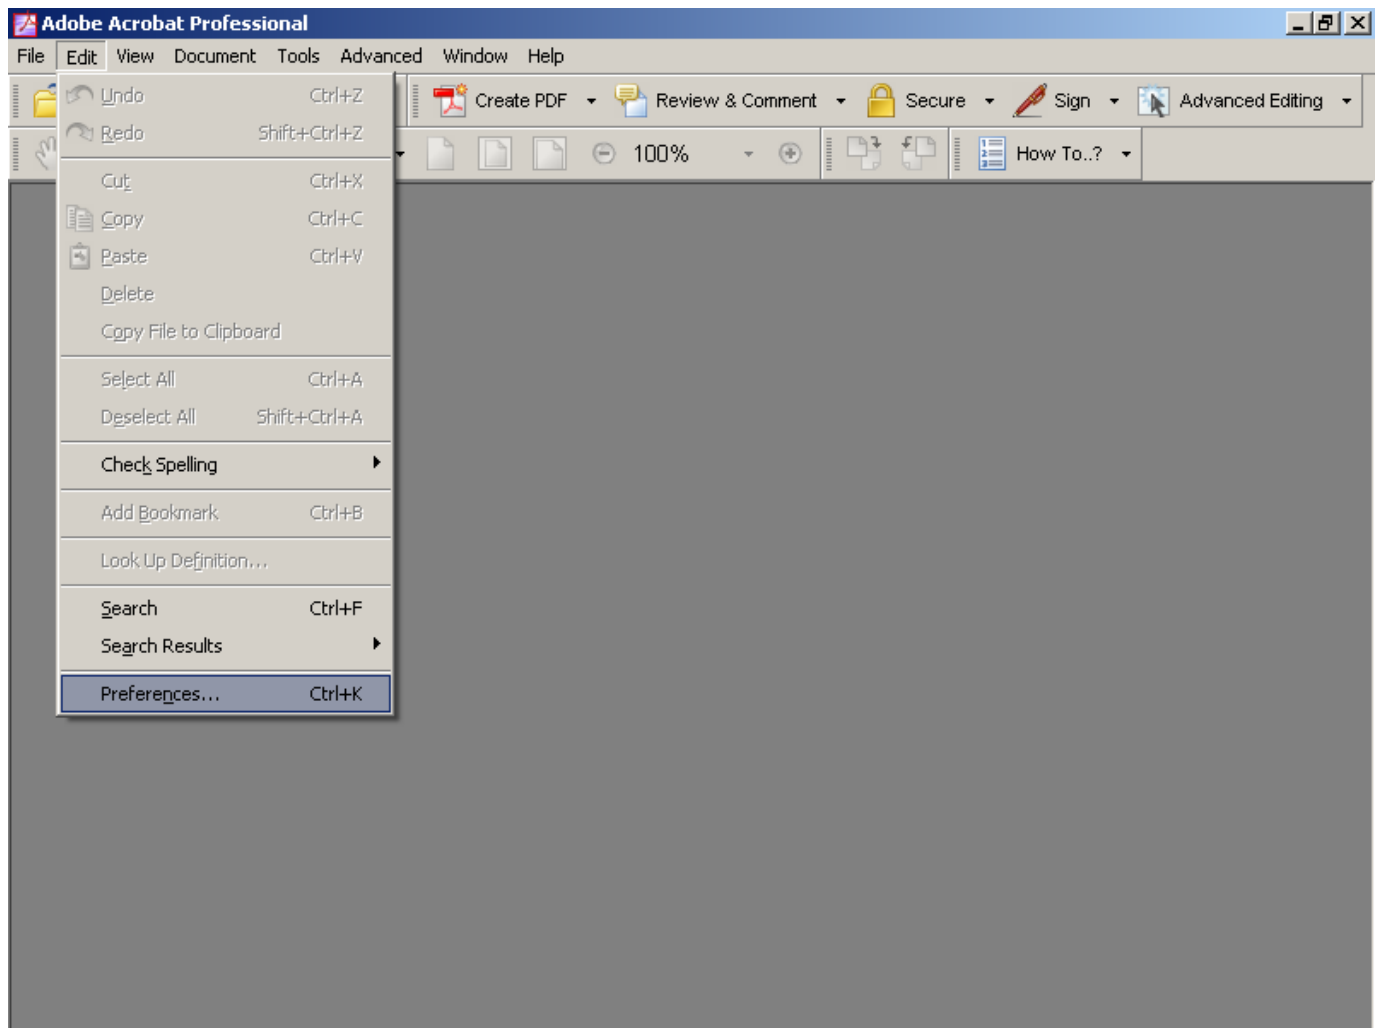 Adobe Acrobat Professional
File Edit View Document Tools Advanced Window Help
Create PDF Review & Comment Secure Sign Advanced Editing
100% How To..?
Undo Ctrl+Z
Redo Shift+Ctrl+Z
Cut Ctrl+X
Copy Ctrl+C
Paste Ctrl+V
Delete
Copy File to Clipboard
Select All Ctrl+A
Deselect All Shift+Ctrl+A
Check Spelling
Add Bookmark Ctrl+B
Look Up Definition...
Search Ctrl+F
Search Results
Preferences... Ctrl+K